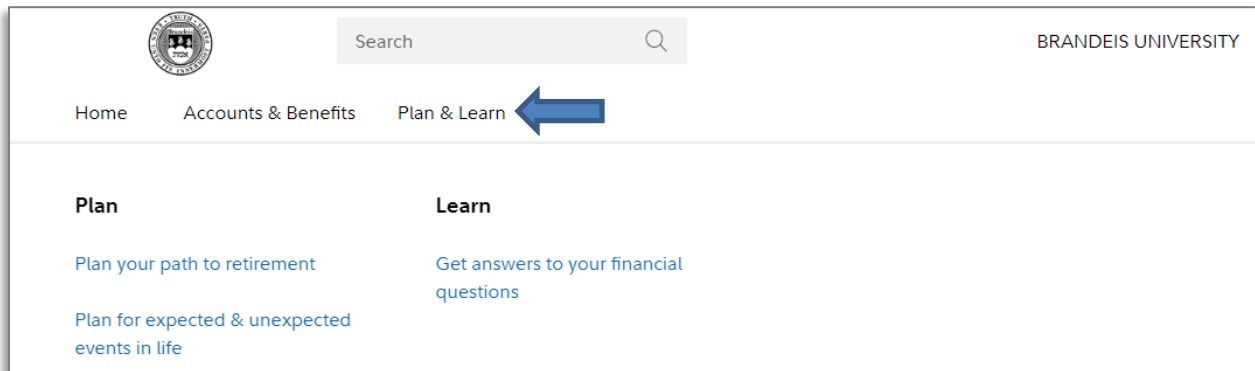 Search
BRANDEIS UNIVERSITY
Home
Accounts & Benefits
Plan & Learn
Plan
Learn
Plan your path to retirement
Get answers to your financial
questions
Plan for expected & unexpected
events in life